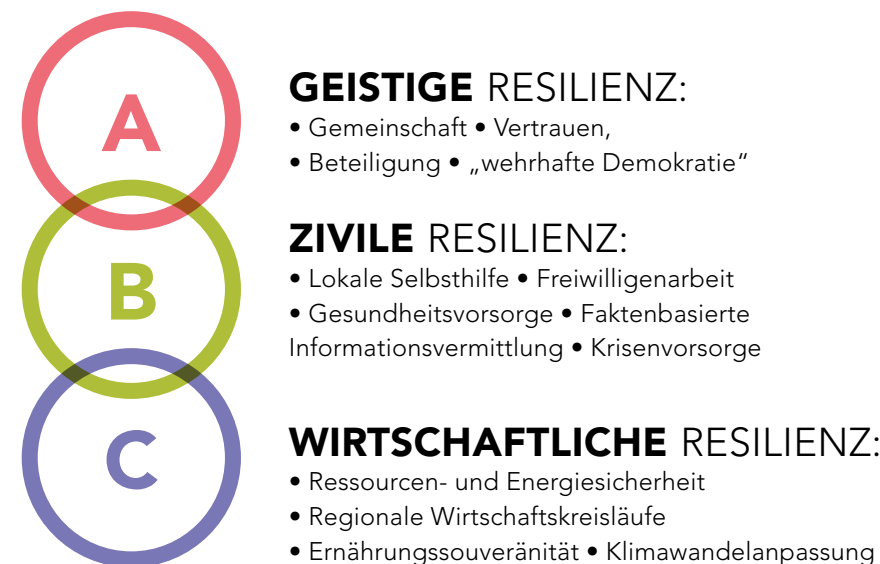 A
GEISTIGE RESILIENZ:
• Gemeinschaft • Vertrauen,
• Beteiligung • „wehrhafte Demokratie“
B
ZIVILE RESILIENZ:
• Lokale Selbsthilfe • Freiwilligenarbeit
• Gesundheitsvorsorge • Faktenbasierte
Informationsvermittlung • Krisenvorsorge
C
WIRTSCHAFTLICHE RESILIENZ:
• Ressourcen- und Energiesicherheit
• Regionale Wirtschaftskreisläufe
• Ernährungssouveränität • Klimawandelanpassung